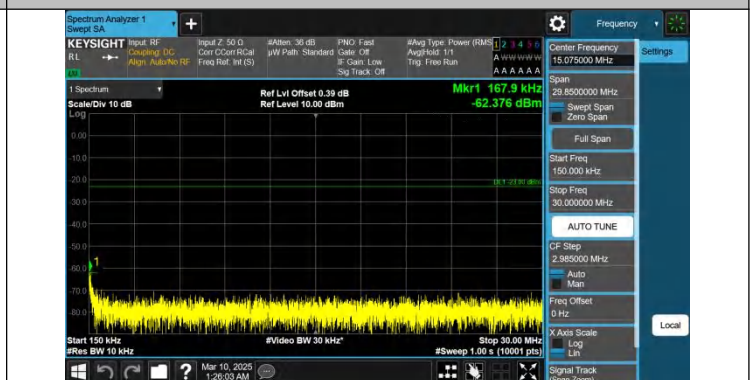 Spectrum Analyzer 1
Swept SA
Frequency
KEYSIGHT
RL
Input: RF
Coupling: DC
Align: Auto/No RF
Input Z: 50 Ω
Corr CCorr RCal
Freq Ref: Int (S)
#Atten: 36 dB
µW Path: Standard
PNO: Fast
Gate: Off
IF Gain: Low
Sig Track: Off
#Avg Type: Power (RMS)
Avg|Hold: 1/1
Trig: Free Run
1 2 3 4 5 6
A W W W W W
A A A A A A
1 Spectrum
Scale/Div 10 dB
Log
Ref Lvl Offset 0.39 dB
Ref Level 10.00 dBm
Mkr1 167.9 kHz
-62.376 dBm
0.00
-10.0
-20.0
-30.0
-40.0
-50.0
-60.0
-70.0
-80.0
1
Start 150 kHz
#Res BW 10 kHz
#Video BW 30 kHz*
Stop 30.00 MHz
#Sweep 1.00 s (10001 pts)
Mar 10, 2025
1:26:03 AM
Center Frequency
15.075000 MHz
Settings
Span
29.8500000 MHz
Swept Span
Zero Span
Full Span
Start Freq
150.000 kHz
Stop Freq
30.000000 MHz
AUTO TUNE
CF Step
2.985000 MHz
Auto
Man
Freq Offset
0 Hz
X Axis Scale
Log
Lin
Local
Signal Track
(Span Zoom)